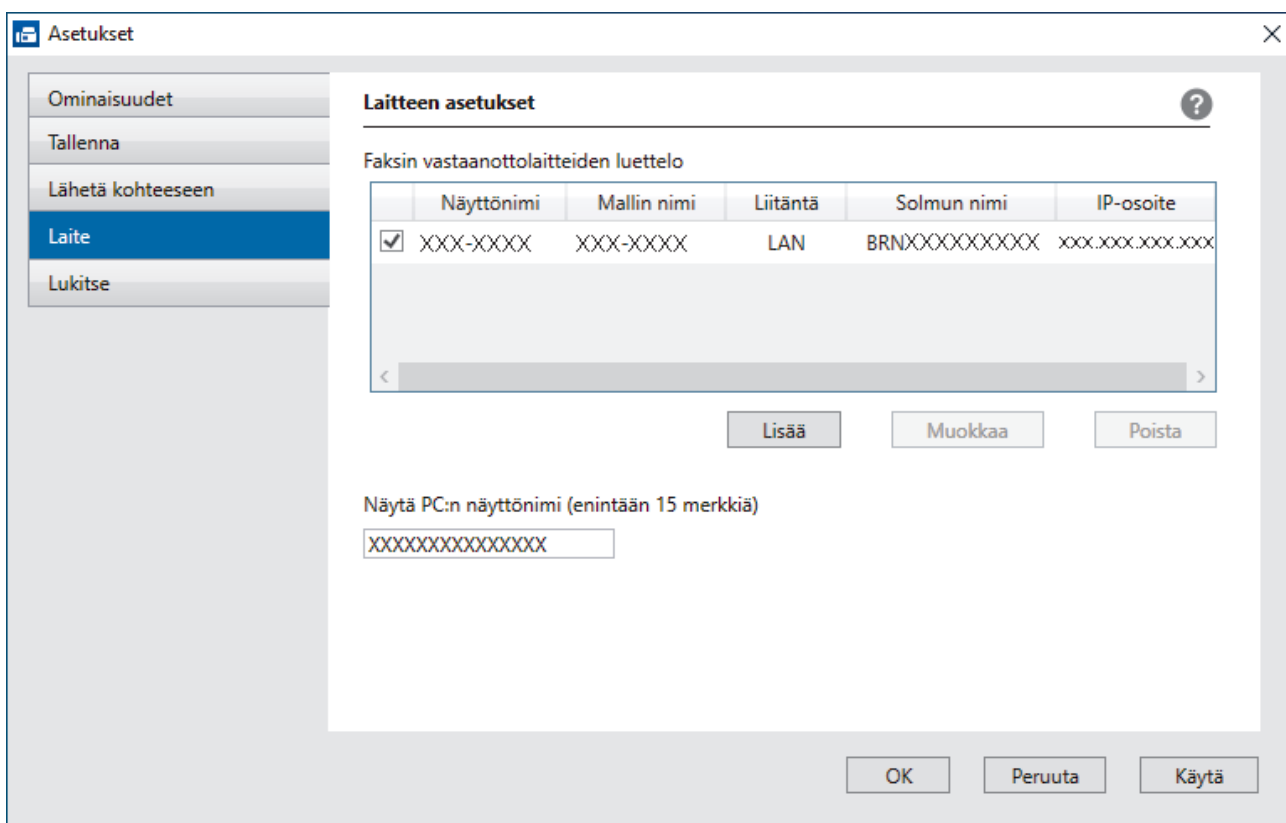 Asetukset
Ominaisuudet
Tallenna
Lähetä kohteeseen
Laite
Lukitse
Laitteen asetukset
?
Faksin vastaanottolaitteiden luettelo
Näyttönimi Mallin nimi Liitäntä Solmun nimi IP-osoite
XXX-XXXX XXX-XXXX LAN BRNXXXXXXXXX XXX.XXX.XXX.XXX
Lisää Muokkaa Poista
Näytä PC:n näyttönimi (enintään 15 merkkiä)
XXXXXXXXXXXXXXX
OK Peruuta Käytä